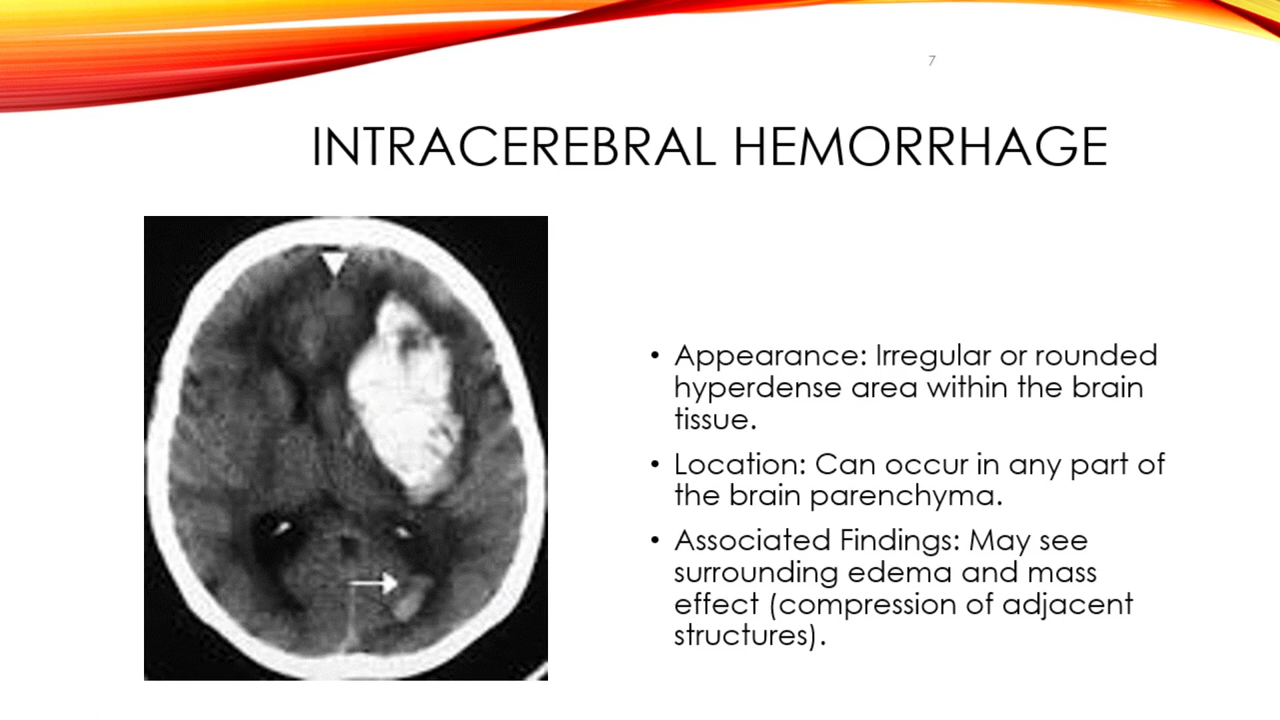 7
INTRACEREBRAL HEMORRHAGE
• Appearance: Irregular or rounded
hyperdense area within the brain
tissue.
• Location: Can occur in any part of
the brain parenchyma.
• Associated Findings: May see
surrounding edema and mass
effect (compression of adjacent
structures).